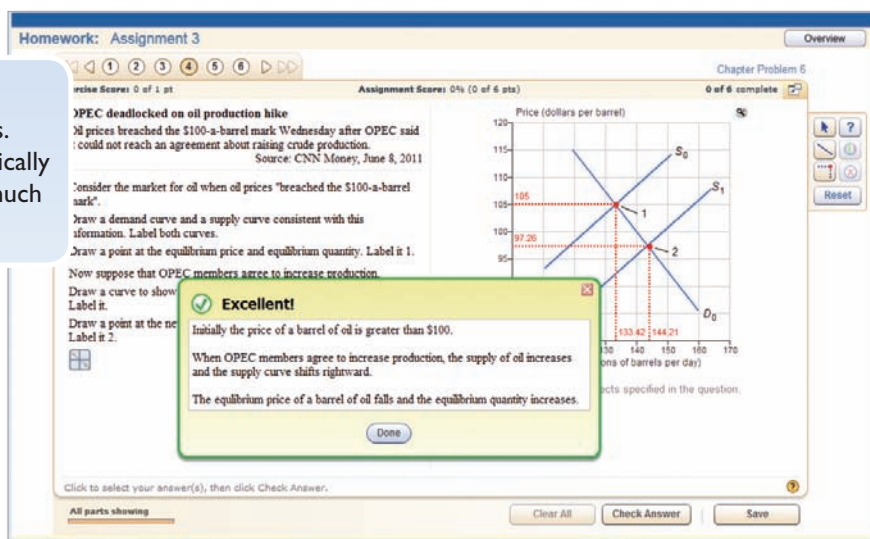 Homework: Assignment 3
Overview
1 2 3 4 5 6
Chapter Problem 6
Score: 0 of 1 pt
Assignment Score: 0% (0 of 6 pts)
0 of 6 complete
s.
ically
much
OPEC deadlocked on oil production hike
Oil prices breached the $100-a-barrel mark Wednesday after OPEC said
could not reach an agreement about raising crude production.
Source: CNN Money, June 8, 2011
Consider the market for oil when oil prices "breached the $100-a-barrel
mark".
Draw a demand curve and a supply curve consistent with this
information. Label both curves.
Draw a point at the equilibrium price and equilibrium quantity. Label it 1.
Now suppose that OPEC members agree to increase production.
Draw a curve to show
Label it.
Draw a point at the ne
Label it 2.
Price (dollars per barrel)
120
115
110
105
100
95
105
97.26
S0
S1
1
2
D0
133.42
144.21
130 140 150 160 170
ons of barrels per day)
?
Reset
Excellent!
Initially the price of a barrel of oil is greater than $100.
When OPEC members agree to increase production, the supply of oil increases
and the supply curve shifts rightward.
The equlibrium price of a barrel of oil falls and the equilibrium quantity increases.
Done
ects specified in the question.
Click to select your answer(s), then click Check Answer.
?
All parts showing
Clear All
Check Answer
Save